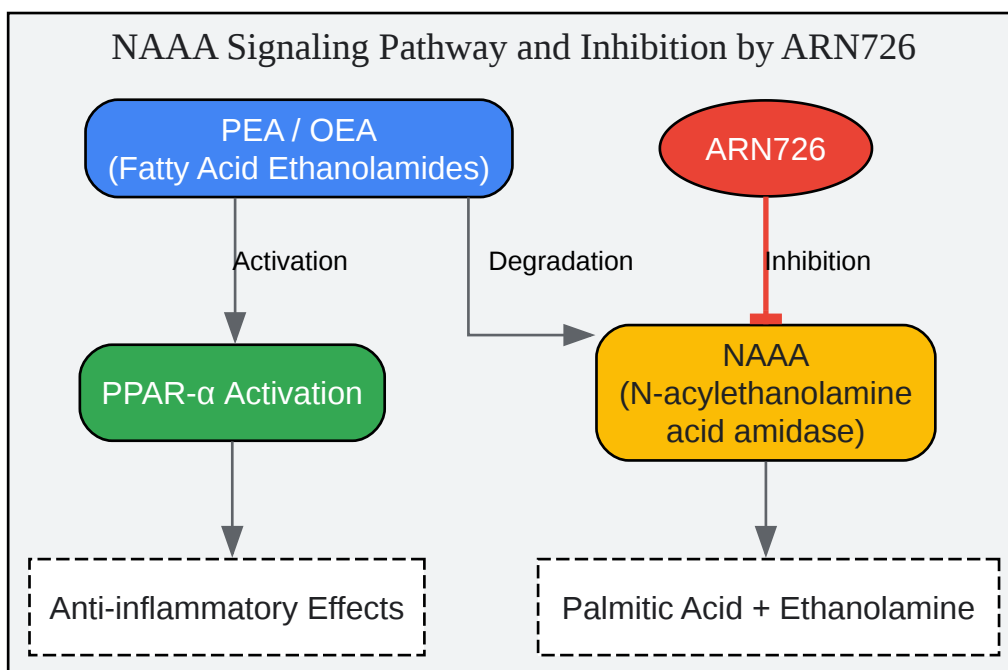 NAAA Signaling Pathway and Inhibition by ARN726
PEA / OEA
(Fatty Acid Ethanolamides)
ARN726
Activation
Degradation
Inhibition
PPAR-α Activation
NAAA
(N-acylethanolamine
acid amidase)
Anti-inflammatory Effects
Palmitic Acid + Ethanolamine